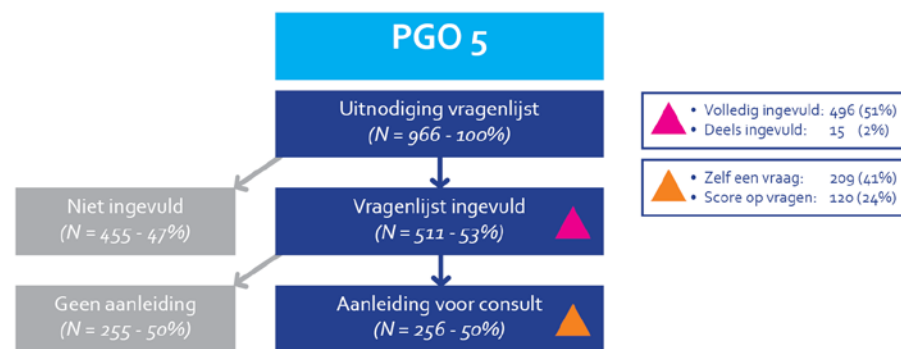 PGO 5
Uitnodiging vragenlijst
(N = 966 - 100%)
• Volledig ingevuld: 496 (51%)
• Deels ingevuld: 15 (2%)
• Zelf een vraag: 209 (41%)
• Score op vragen: 120 (24%)
Niet ingevuld
(N = 455 - 47%)
Vragenlijst ingevuld
(N = 511 - 53%)
Geen aanleiding
(N = 255 - 50%)
Aanleiding voor consult
(N = 256 - 50%)